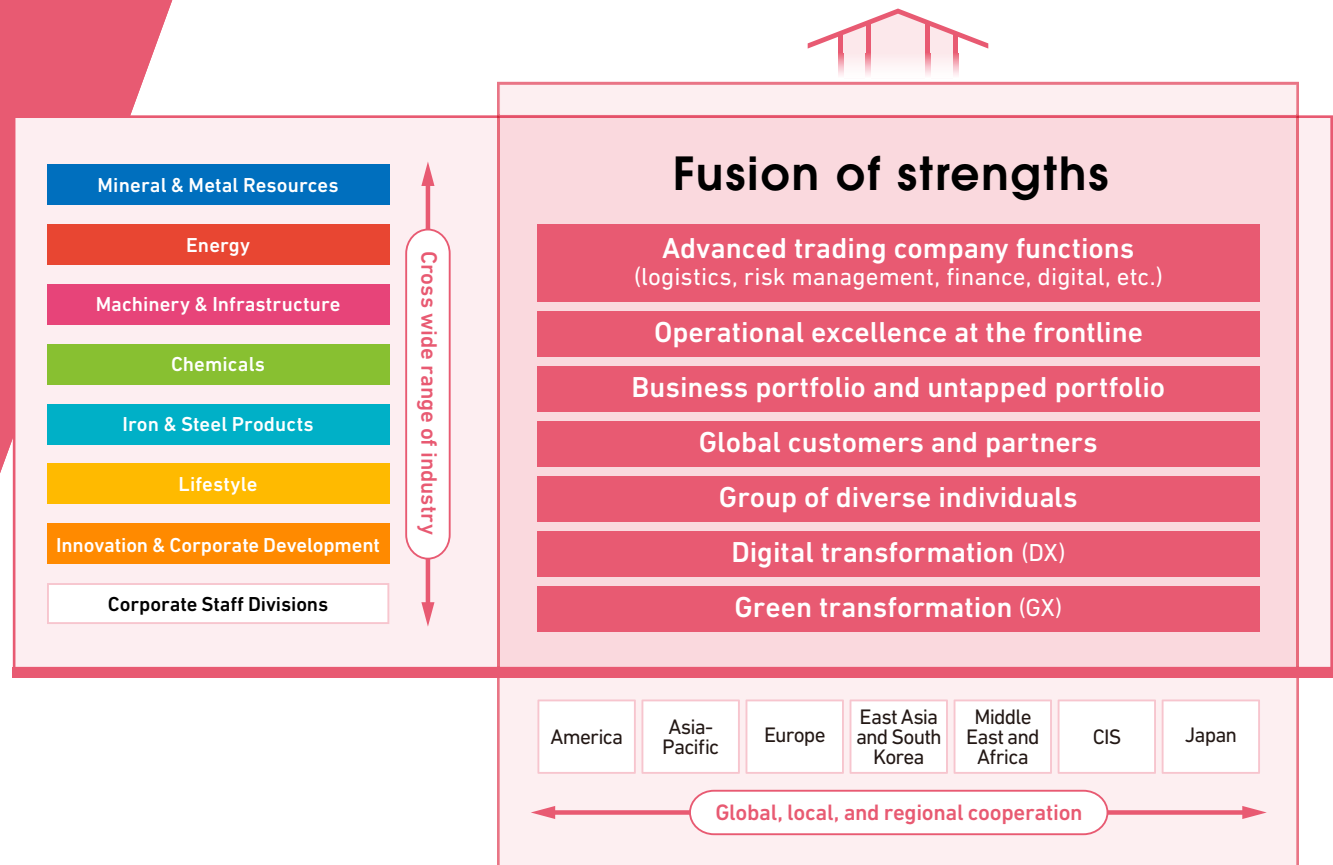 Mineral & Metal Resources
Energy
Machinery & Infrastructure
Chemicals
Iron & Steel Products
Lifestyle
Innovation & Corporate Development
Corporate Staff Divisions
Cross wide range of industry
Fusion of strengths
Advanced trading company functions
(logistics, risk management, finance, digital, etc.)
Operational excellence at the frontline
Business portfolio and untapped portfolio
Global customers and partners
Group of diverse individuals
Digital transformation (DX)
Green transformation (GX)
America
Asia-
Pacific
Europe
East Asia
and South
Korea
Middle
East and
Africa
CIS
Japan
Global, local, and regional cooperation